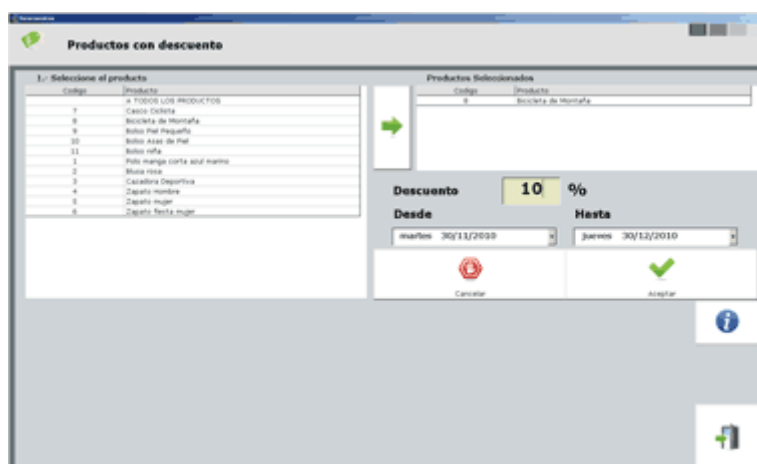 Descuentos
Productos con descuento
1.- Seleccione el producto
Codigo Producto
A TODOS LOS PRODUCTOS
7 Casco Ciclista
8 Bicicleta de Montaña
9 Bolso Piel Pequeño
10 Bolso Asas de Piel
11 Bolso niña
1 Polo manga corta azul marino
2 Blusa rosa
3 Cazadora Deportiva
4 Zapato Hombre
5 Zapato mujer
6 Zapato fiesta mujer
Productos Seleccionados
Codigo Producto
8 Bicicleta de Montaña
Descuento 10 %
Desde Hasta
martes 30/11/2010 jueves 30/12/2010
Cancelar Aceptar